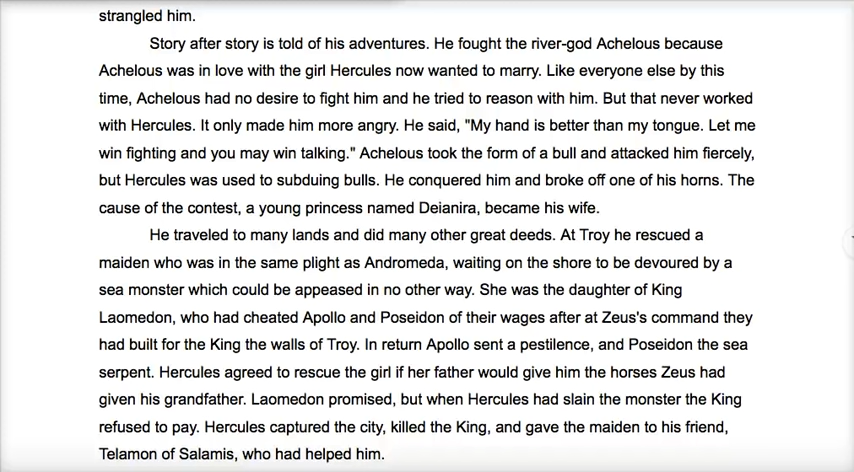 strangled him.
Story after story is told of his adventures. He fought the river-god Achelous because
Achelous was in love with the girl Hercules now wanted to marry. Like everyone else by this
time, Achelous had no desire to fight him and he tried to reason with him. But that never worked
with Hercules. It only made him more angry. He said, "My hand is better than my tongue. Let me
win fighting and you may win talking." Achelous took the form of a bull and attacked him fiercely,
but Hercules was used to subduing bulls. He conquered him and broke off one of his horns. The
cause of the contest, a young princess named Deianira, became his wife.
He traveled to many lands and did many other great deeds. At Troy he rescued a
maiden who was in the same plight as Andromeda, waiting on the shore to be devoured by a
sea monster which could be appeased in no other way. She was the daughter of King
Laomedon, who had cheated Apollo and Poseidon of their wages after at Zeus's command they
had built for the King the walls of Troy. In return Apollo sent a pestilence, and Poseidon the sea
serpent. Hercules agreed to rescue the girl if her father would give him the horses Zeus had
given his grandfather. Laomedon promised, but when Hercules had slain the monster the King
refused to pay. Hercules captured the city, killed the King, and gave the maiden to his friend,
Telamon of Salamis, who had helped him.